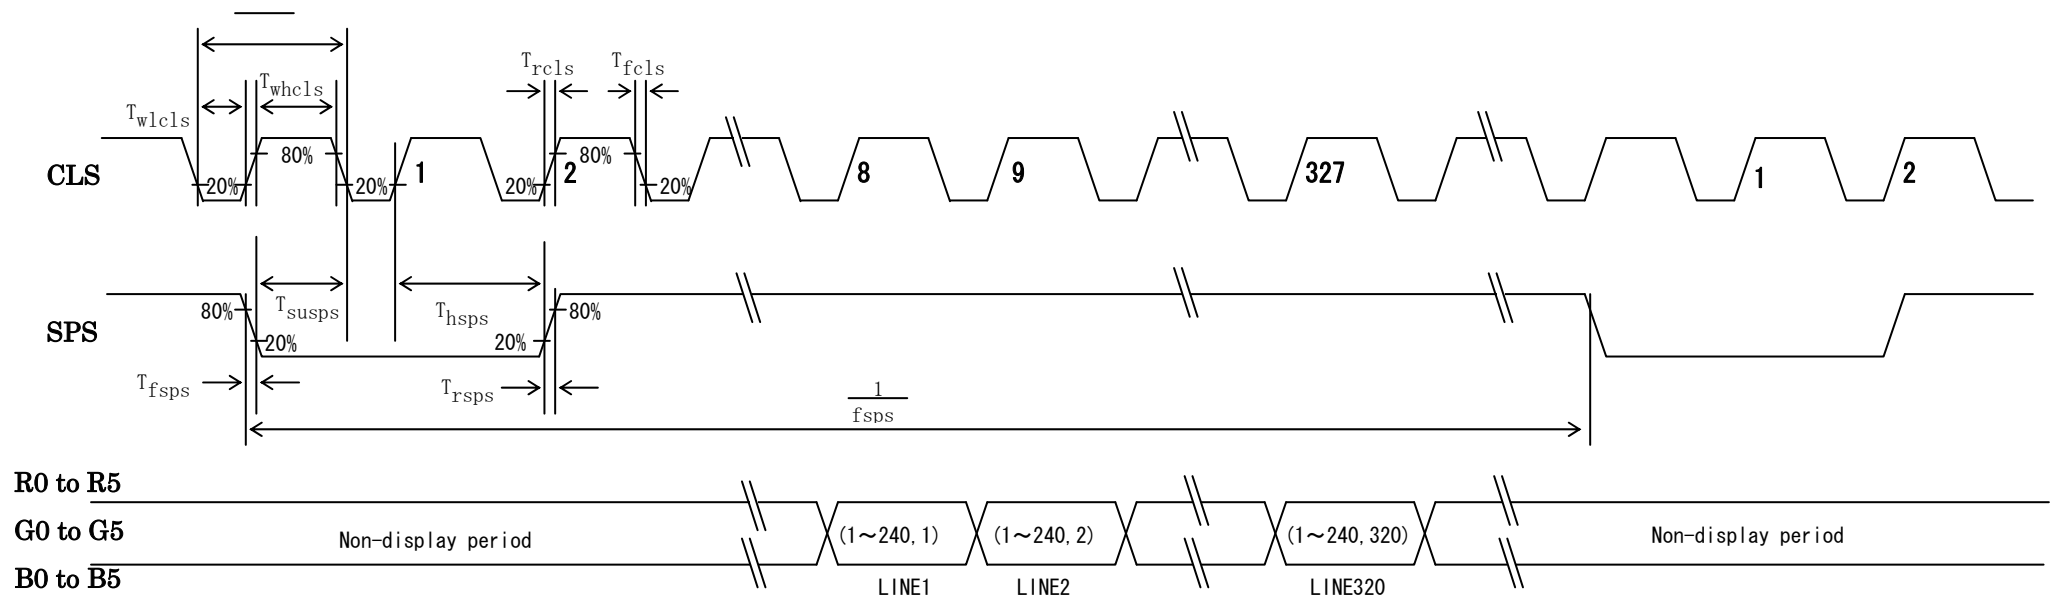 Trcls Tfcls
Twhcls
Twlcls
CLS 20% 80% 20% 1 20% 2 80% 20% 8 9 327 1 2
80% Tsusps Thsps 80%
SPS 20% 20%
Tfsps Trsps 1
fsps
R0 to R5
G0 to G5 Non-display period (1～240,1) (1～240,2) (1～240,320) Non-display period
B0 to B5 LINE1 LINE2 LINE320